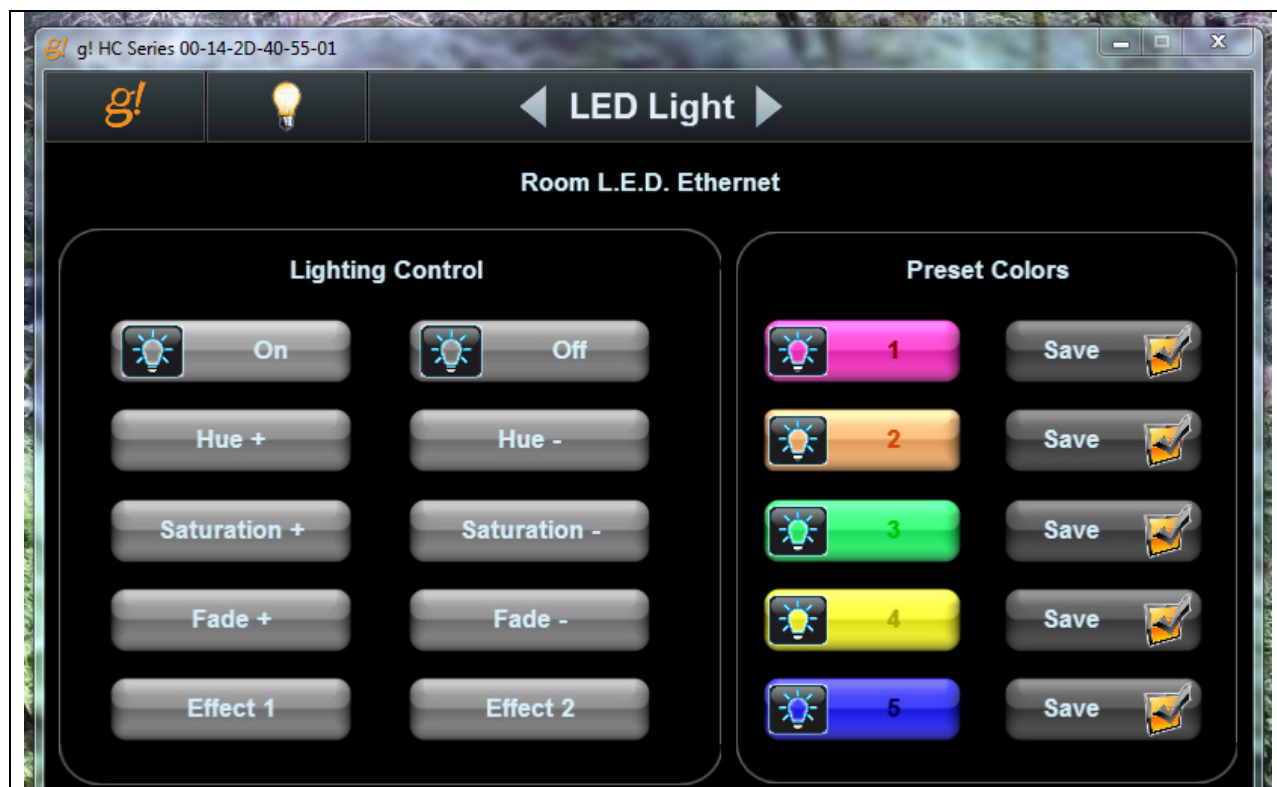 g! g! HC Series 00-14-2D-40-55-01
g! LED Light
Room L.E.D. Ethernet
Lighting Control
On Off
Hue + Hue -
Saturation + Saturation -
Fade + Fade -
Effect 1 Effect 2
Preset Colors
1 Save
2 Save
3 Save
4 Save
5 Save